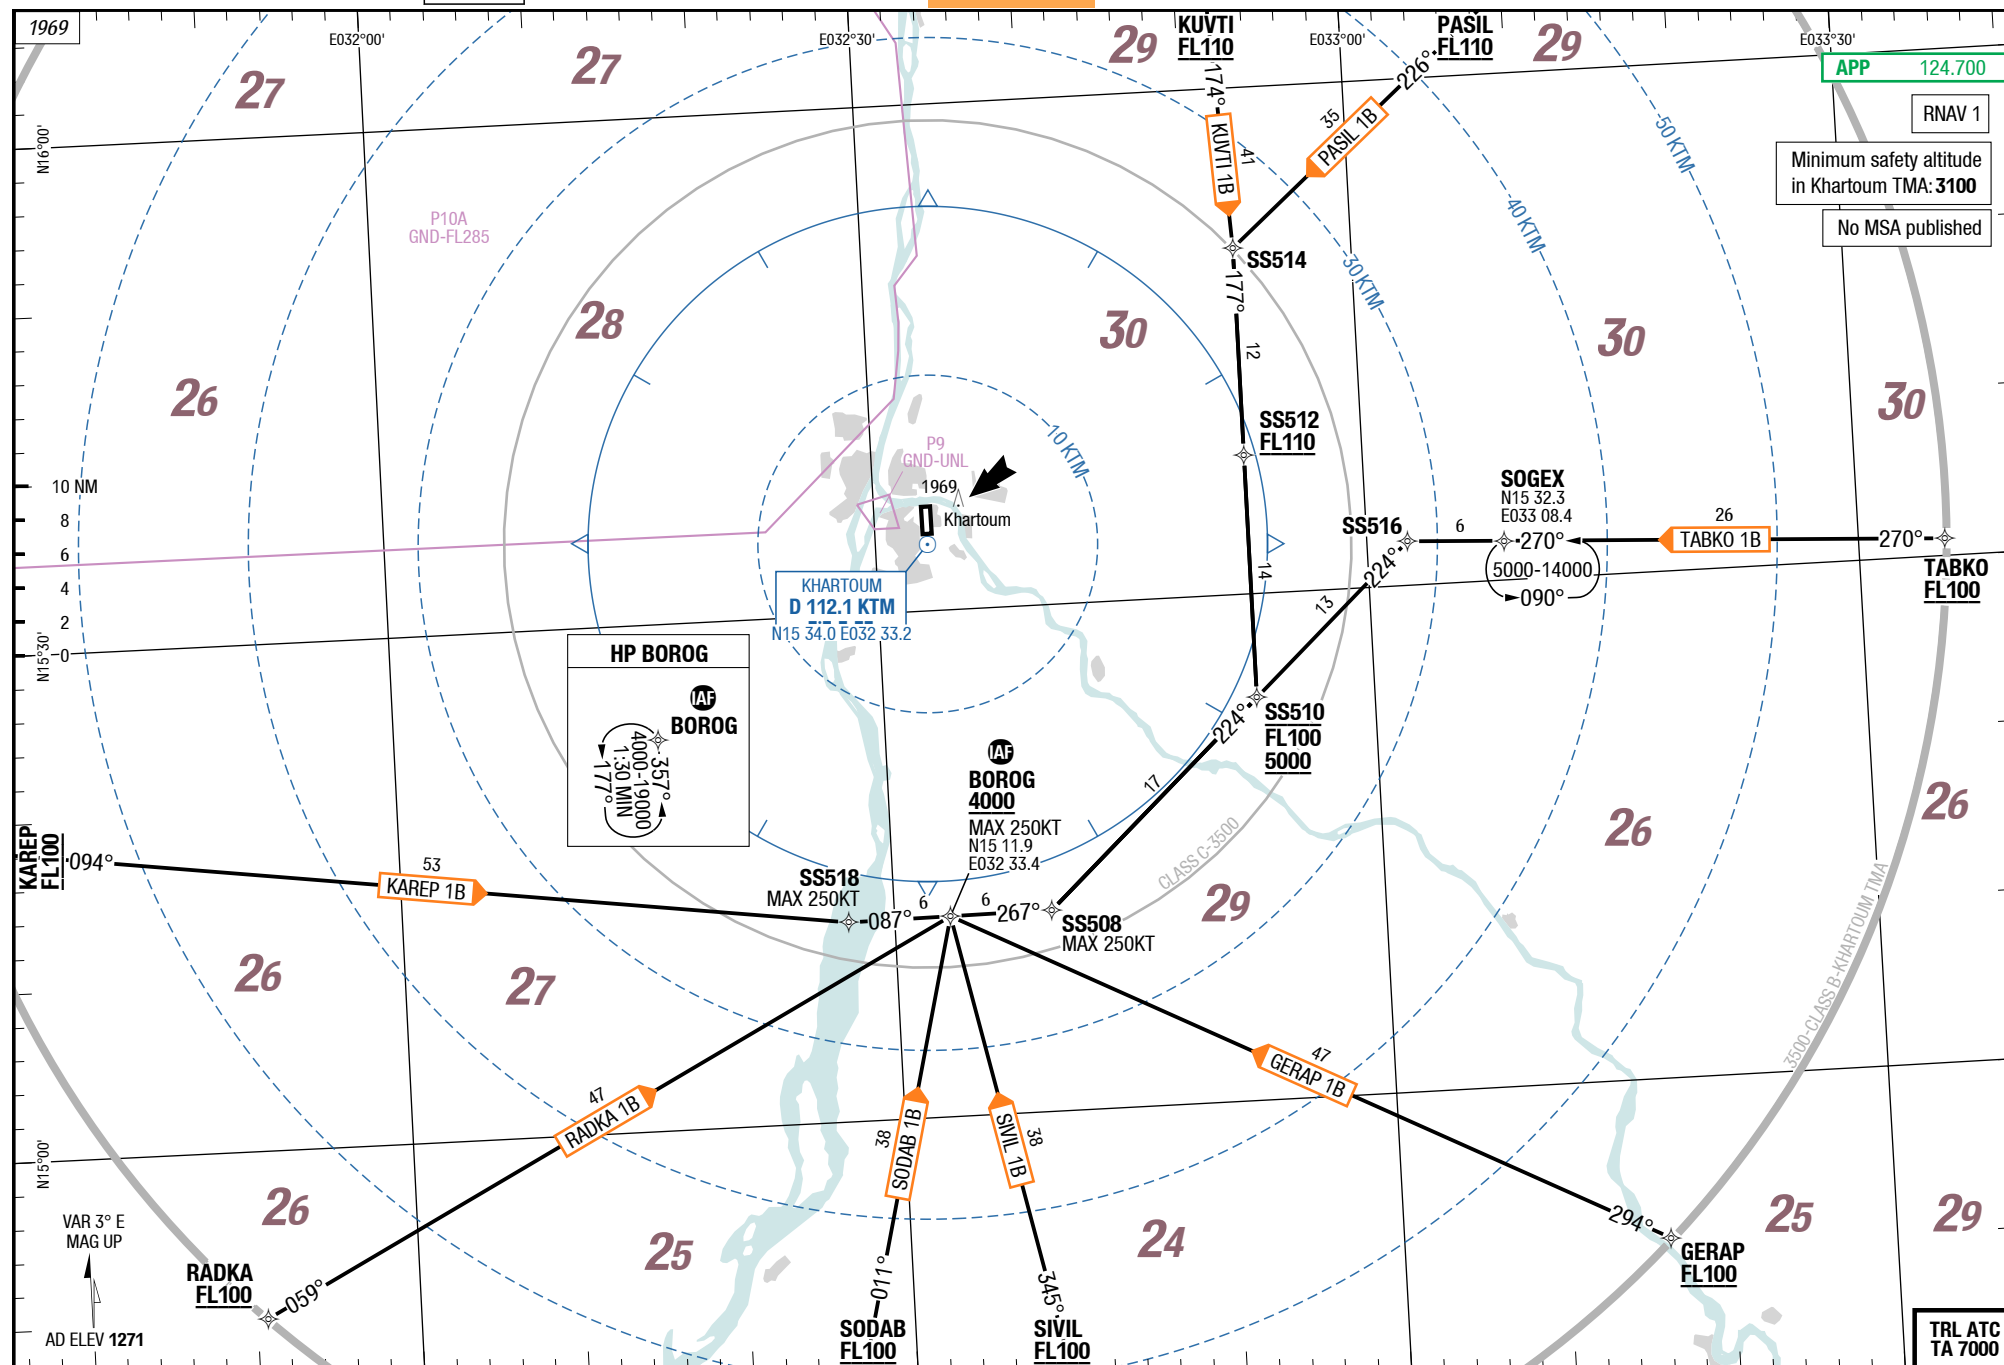 1969
E032°00'
E032°30'
KUVTI
FL110
E033°00'
PASIL
FL110
E033°30'
APP 124.700
RNAV 1
Minimum safety altitude
in Khartoum TMA: 3100
No MSA published
27
27
29
29
N16°00'
174°
KUVTI 1B
41
226°
35
PASIL 1B
50 KTM
40 KTM
30 KTM
P10A
GND-FL285
SS514
177°
28
30
30
12
26
30
SS512
FL110
10 KTM
P9
GND-UNL
1969
Khartoum
10 NM
8
6
4
2
0
N15°30'
SOGEX
N15 32.3
E033 08.4
SS516
6
270°
26
TABKO 1B
270°
5000-14000
090°
TABKO
FL100
224°
14
13
KHARTOUM
D 112.1 KTM
N15 34.0 E032 33.2
HP BOROG
IAF
BOROG
357°
4000-19000
1:30 MIN
177°
SS510
FL100
5000
224°
17
IAF
BOROG
4000
MAX 250KT
N15 11.9
E032 33.4
CLASS C-3500
26
26
KAREP
FL100
094°
53
KAREP 1B
SS518
MAX 250KT
087°
6
6
267°
SS508
MAX 250KT
29
3500-CLASS B-KHARTOUM TMA
26
27
47
RADKA 1B
38
SODAB 1B
SIVIL 1B
38
47
GERAP 1B
N15°00'
26
25
24
25
29
294°
GERAP
FL100
VAR 3° E
MAG UP
AD ELEV 1271
RADKA
FL100
059°
011°
SODAB
FL100
345°
SIVIL
FL100
TRL ATC
TA 7000